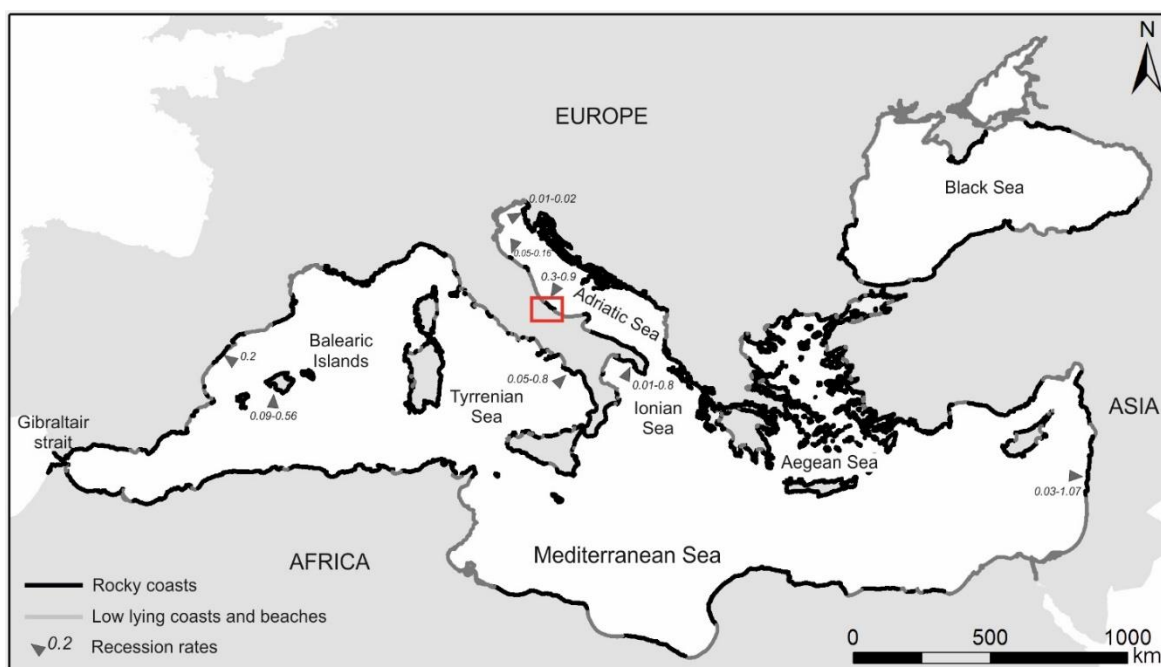 N
EUROPE
Black Sea
0.01-0.02
0.05-0.16
0.3-0.9
Adriatic Sea
Balearic
Islands
0.2
0.09-0.56
Tyrrenian
Sea
0.05-0.8
0.01-0.8
Ionian
Sea
Gibraltair
strait
Aegean Sea
ASIA
0.03-1.07
Mediterranean Sea
AFRICA
Rocky coasts
Low lying coasts and beaches
0.2 Recession rates
0 500 1000
km